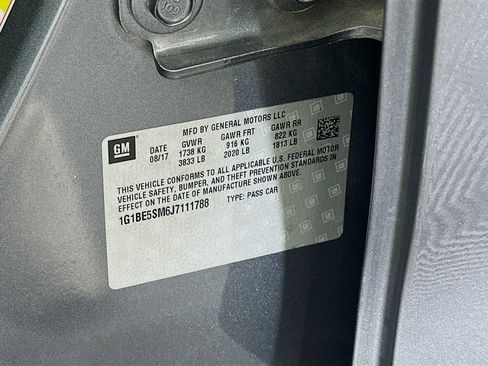 MFD BY GENERAL MOTORS LLC
GM
DATE GVWR GAWR FRT GAWR RR
08/17 1738 KG 916 KG 822 KG
3833 LB 2020 LB 1813 LB
THIS VEHICLE CONFORMS TO ALL APPLICABLE U.S. FEDERAL MOTOR
VEHICLE SAFETY, BUMPER, AND THEFT PREVENTION STANDARDS IN
EFFECT ON THE DATE OF MANUFACTURE SHOWN ABOVE.
1G1BE5SM6J7111788 TYPE: PASS CAR